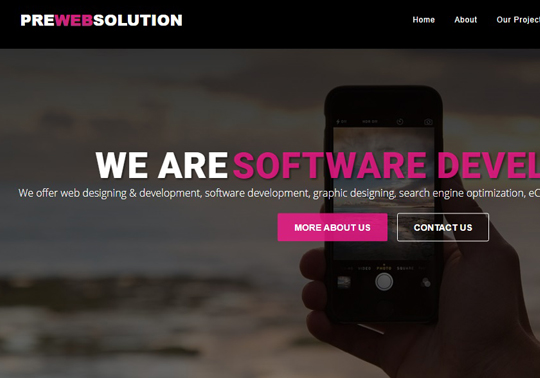 PREWEBSOLUTION
Home About Our Project
WE ARE SOFTWARE DEVEL
We offer web designing & development, software development, graphic designing, search engine optimization, eC
MORE ABOUT US CONTACT US